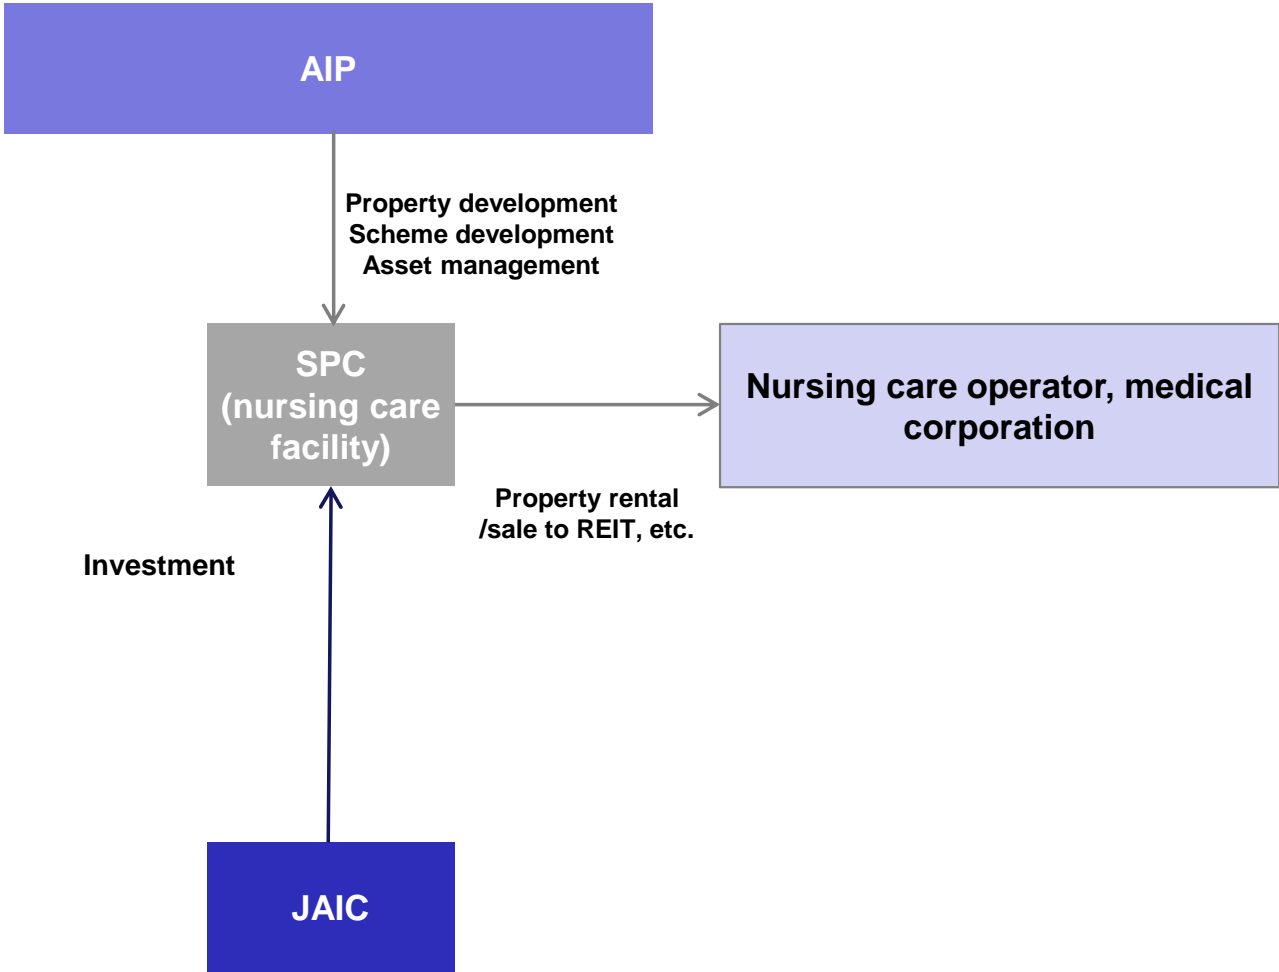 AIP
Property development
Scheme development
Asset management
SPC
(nursing care
facility)
Nursing care operator, medical
corporation
Property rental
/sale to REIT, etc.
Investment
JAIC